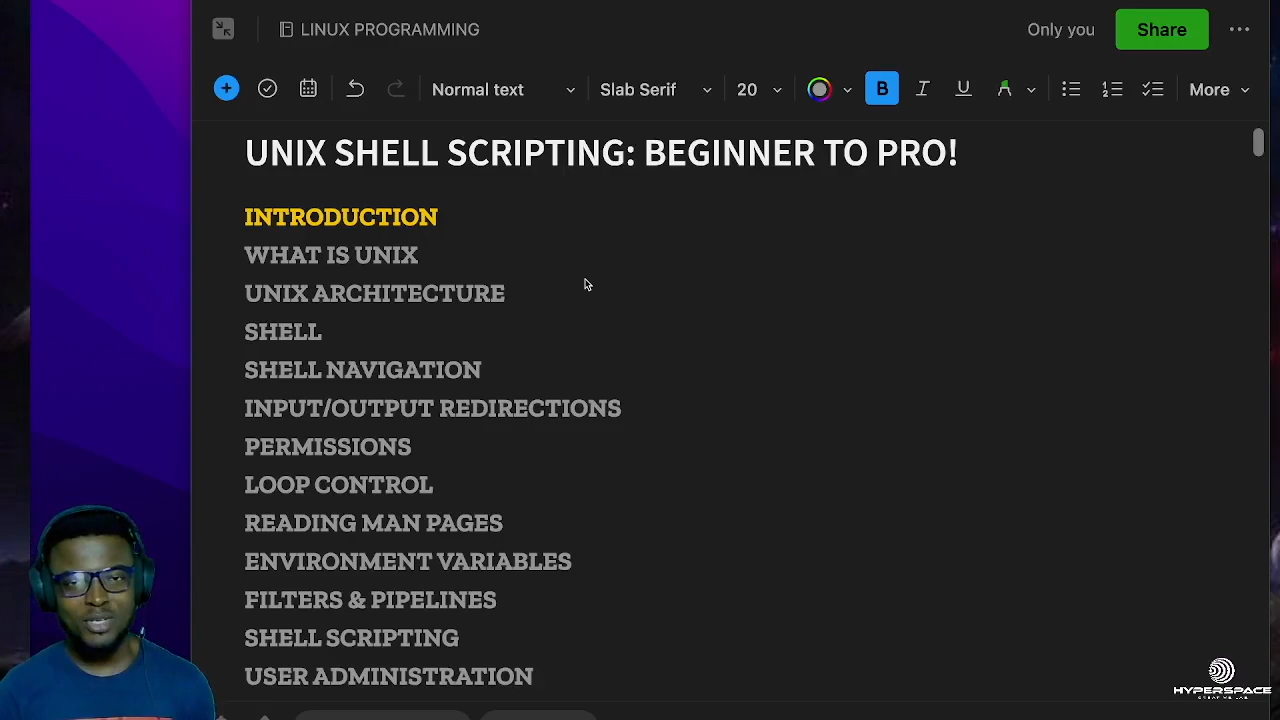 LINUX PROGRAMMING
Only you
Share
Normal text
Slab Serif
20
B
I
U
More
UNIX SHELL SCRIPTING: BEGINNER TO PRO!
INTRODUCTION
WHAT IS UNIX
UNIX ARCHITECTURE
SHELL
SHELL NAVIGATION
INPUT/OUTPUT REDIRECTIONS
PERMISSIONS
LOOP CONTROL
READING MAN PAGES
ENVIRONMENT VARIABLES
FILTERS & PIPELINES
SHELL SCRIPTING
USER ADMINISTRATION
HYPERSPACE